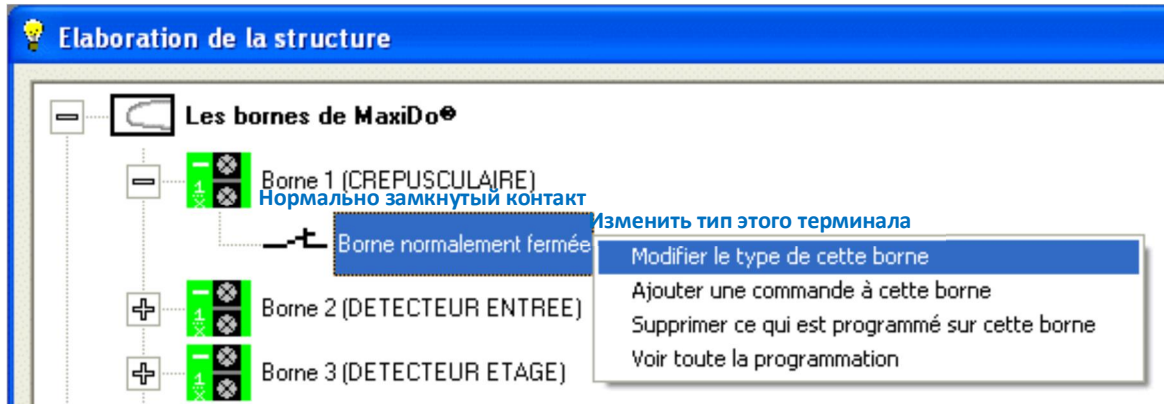 Elaboration de la structure
Les bornes de MaxiDo®
Borne 1 (CREPUSCULAIRE)
Нормально замкнутый контакт
Изменить тип этого терминала
Borne normalement fermée
Modifier le type de cette borne
Ajouter une commande à cette borne
Supprimer ce qui est programmé sur cette borne
Voir toute la programmation
Borne 2 (DETECTEUR ENTREE)
Borne 3 (DETECTEUR ETAGE)